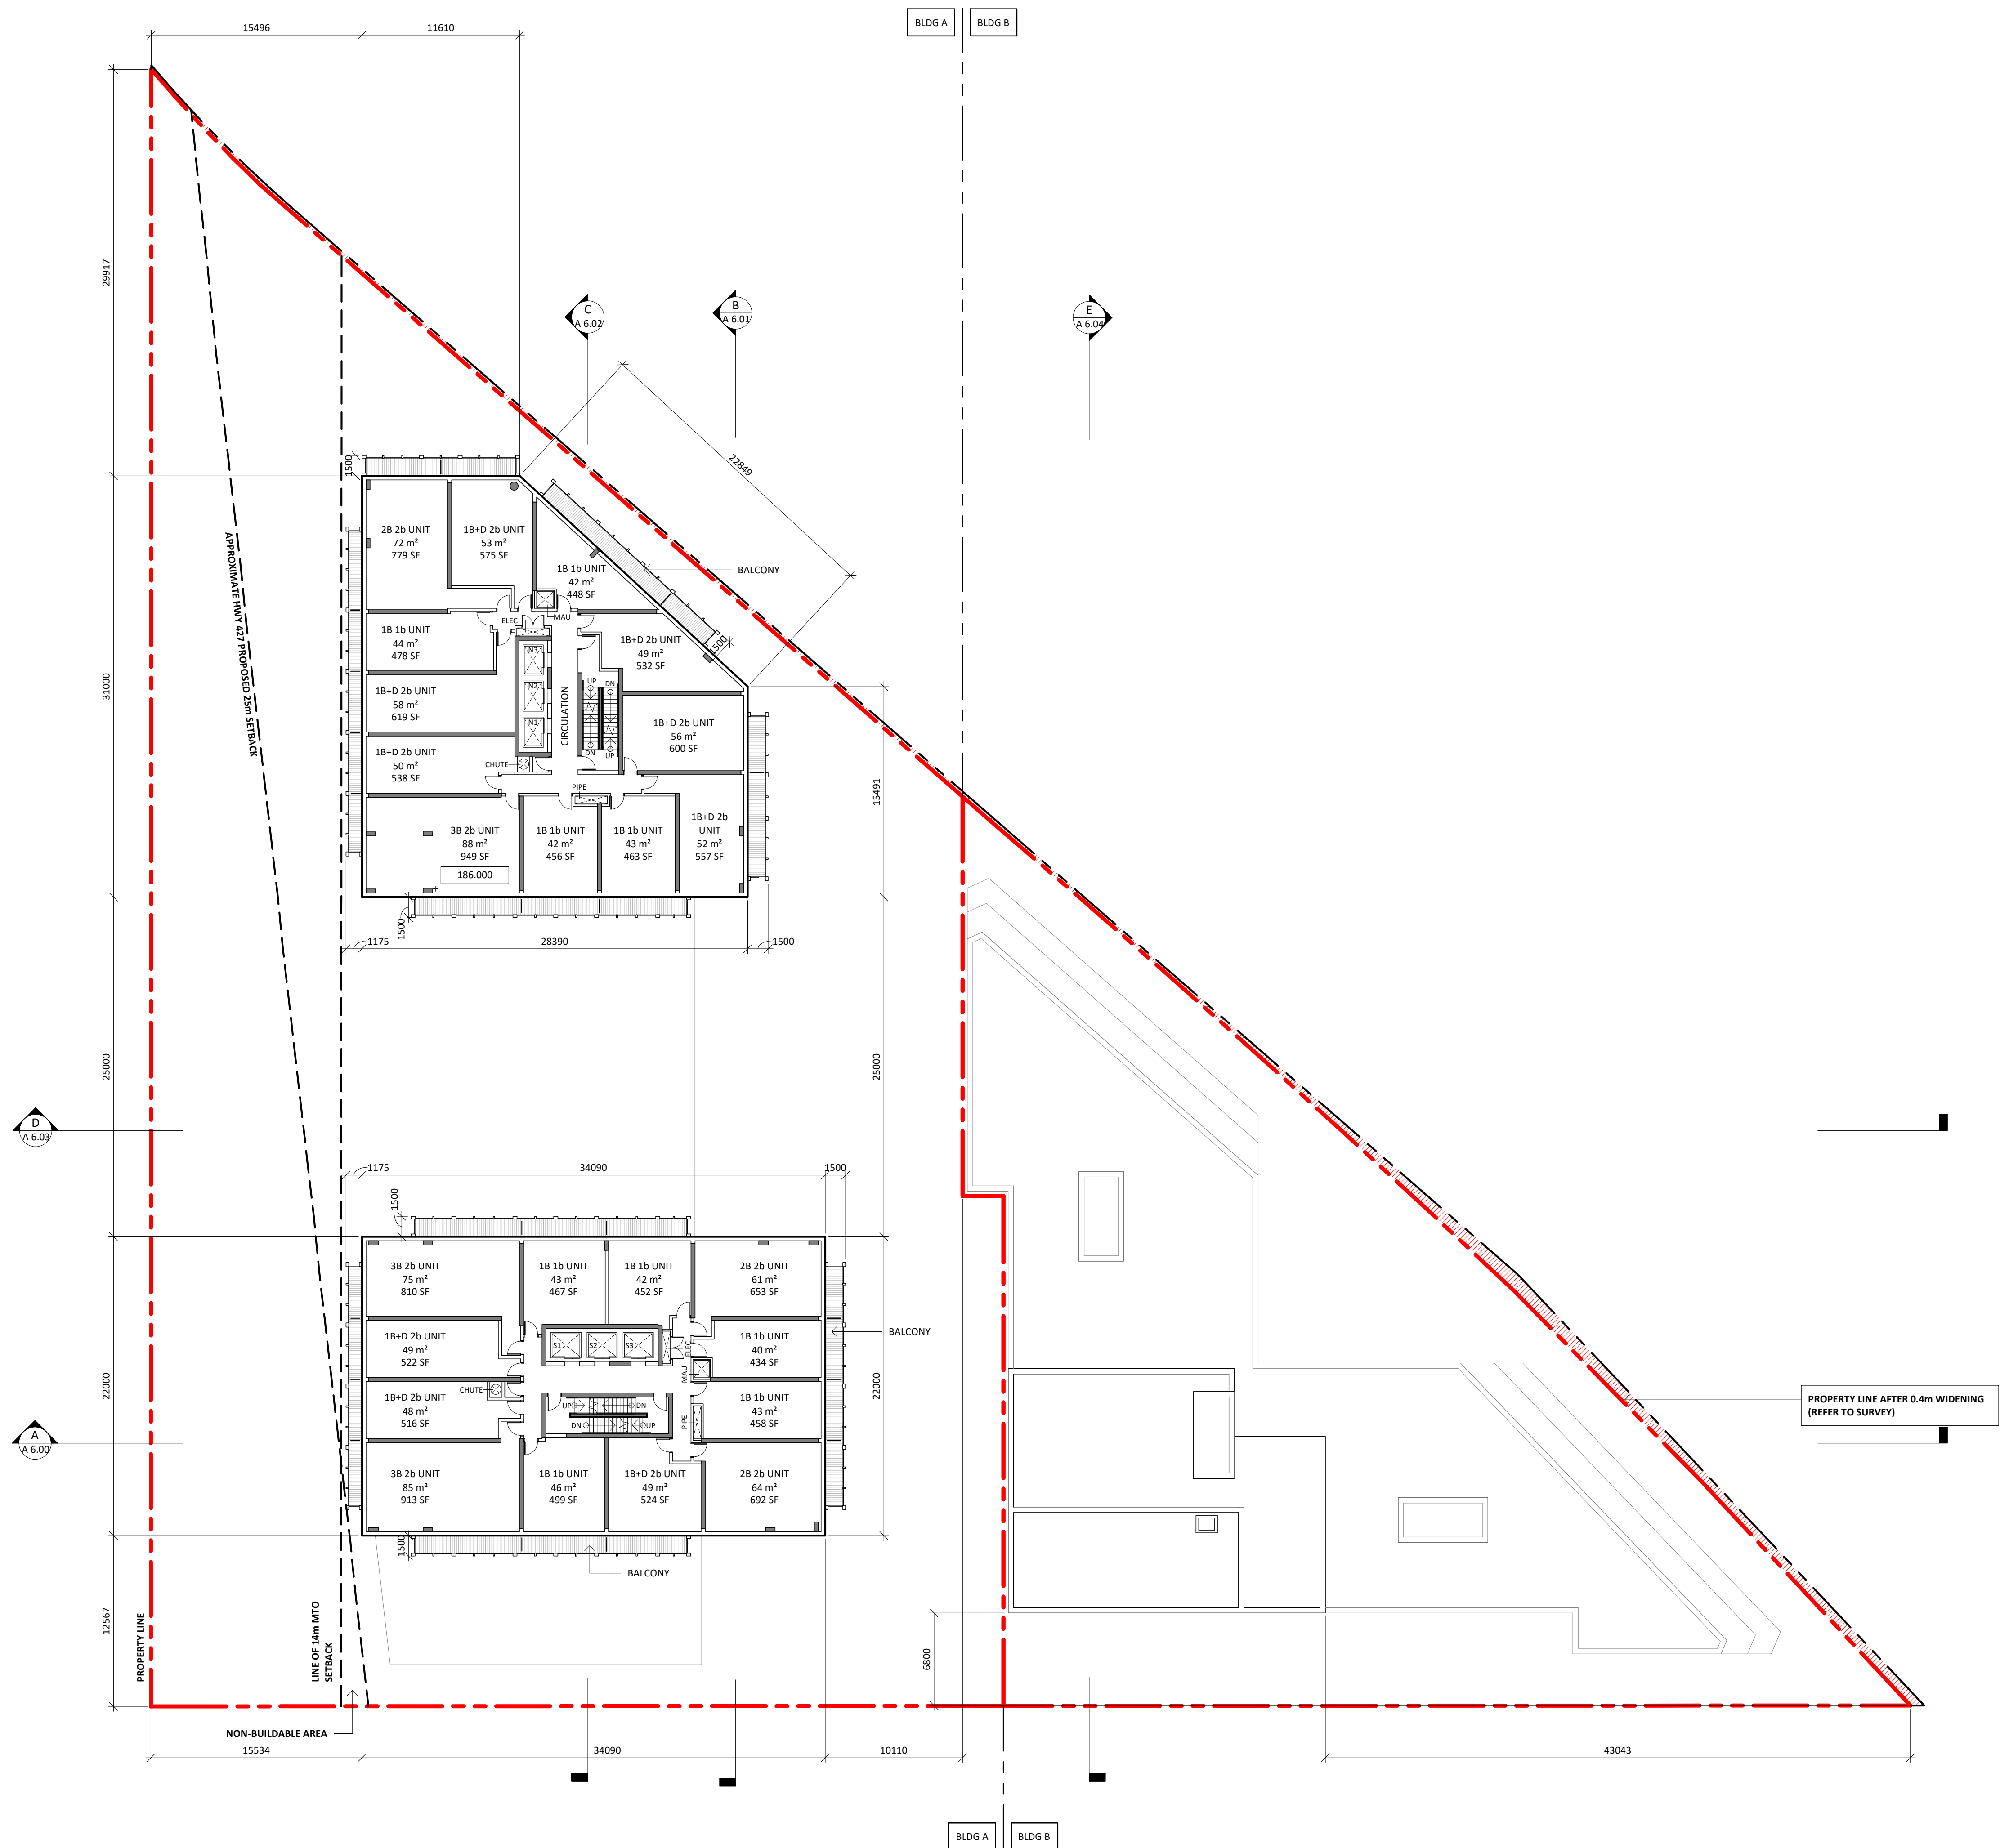 BLDG A
BLDG B
15496
11610
29917
C
A 6.02
B
A 6.01
E
A 6.04
22849
1500
APPROXIMATE HWY 427 PROPOSED 25m SETBACK
2B 2b UNIT
72 m²
779 SF
1B+D 2b UNIT
53 m²
575 SF
1B 1b UNIT
42 m²
448 SF
BALCONY
ELEC
MAU
1B 1b UNIT
44 m²
478 SF
1B+D 2b UNIT
49 m²
532 SF
1500
N3
N2
N1
UP
DN
CIRCULATION
31000
1B+D 2b UNIT
58 m²
619 SF
1B+D 2b UNIT
56 m²
600 SF
DN
UP
1B+D 2b UNIT
50 m²
538 SF
CHUTE
PIPE
15491
3B 2b UNIT
88 m²
949 SF
186.000
1B 1b UNIT
42 m²
456 SF
1B 1b UNIT
43 m²
463 SF
1B+D 2b
UNIT
52 m²
557 SF
1500
1175
28390
1500
25000
25000
D
A 6.03
1175
34090
1500
1500
3B 2b UNIT
75 m²
810 SF
1B 1b UNIT
43 m²
467 SF
1B 1b UNIT
42 m²
452 SF
2B 2b UNIT
61 m²
653 SF
BALCONY
S1
S2
S3
ELEC
MAU
1B+D 2b UNIT
49 m²
522 SF
1B 1b UNIT
40 m²
434 SF
CHUTE
22000
22000
1B+D 2b UNIT
48 m²
516 SF
UP
DN
DN
UP
PIPE
1B 1b UNIT
43 m²
458 SF
PROPERTY LINE AFTER 0.4m WIDENING
(REFER TO SURVEY)
A
A 6.00
3B 2b UNIT
85 m²
913 SF
1B 1b UNIT
46 m²
499 SF
1B+D 2b UNIT
49 m²
524 SF
2B 2b UNIT
64 m²
692 SF
1500
BALCONY
12567
PROPERTY LINE
LINE OF 14m MTO
SETBACK
6800
NON-BUILDABLE AREA
15534
34090
10110
43043
BLDG A
BLDG B